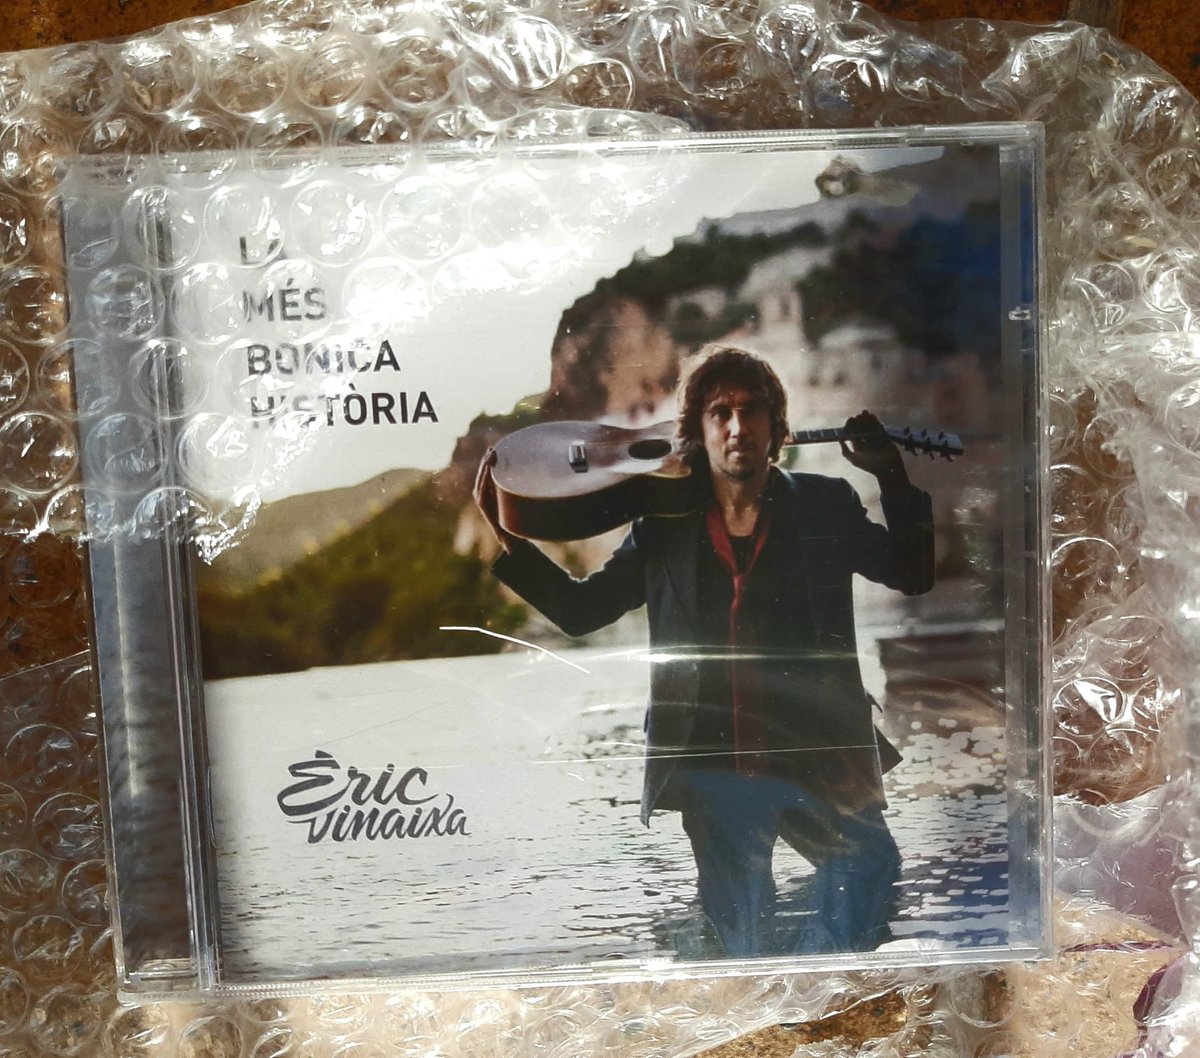 LA
MÉS
BONICA
HISTÒRIA
Èric
vinaixa